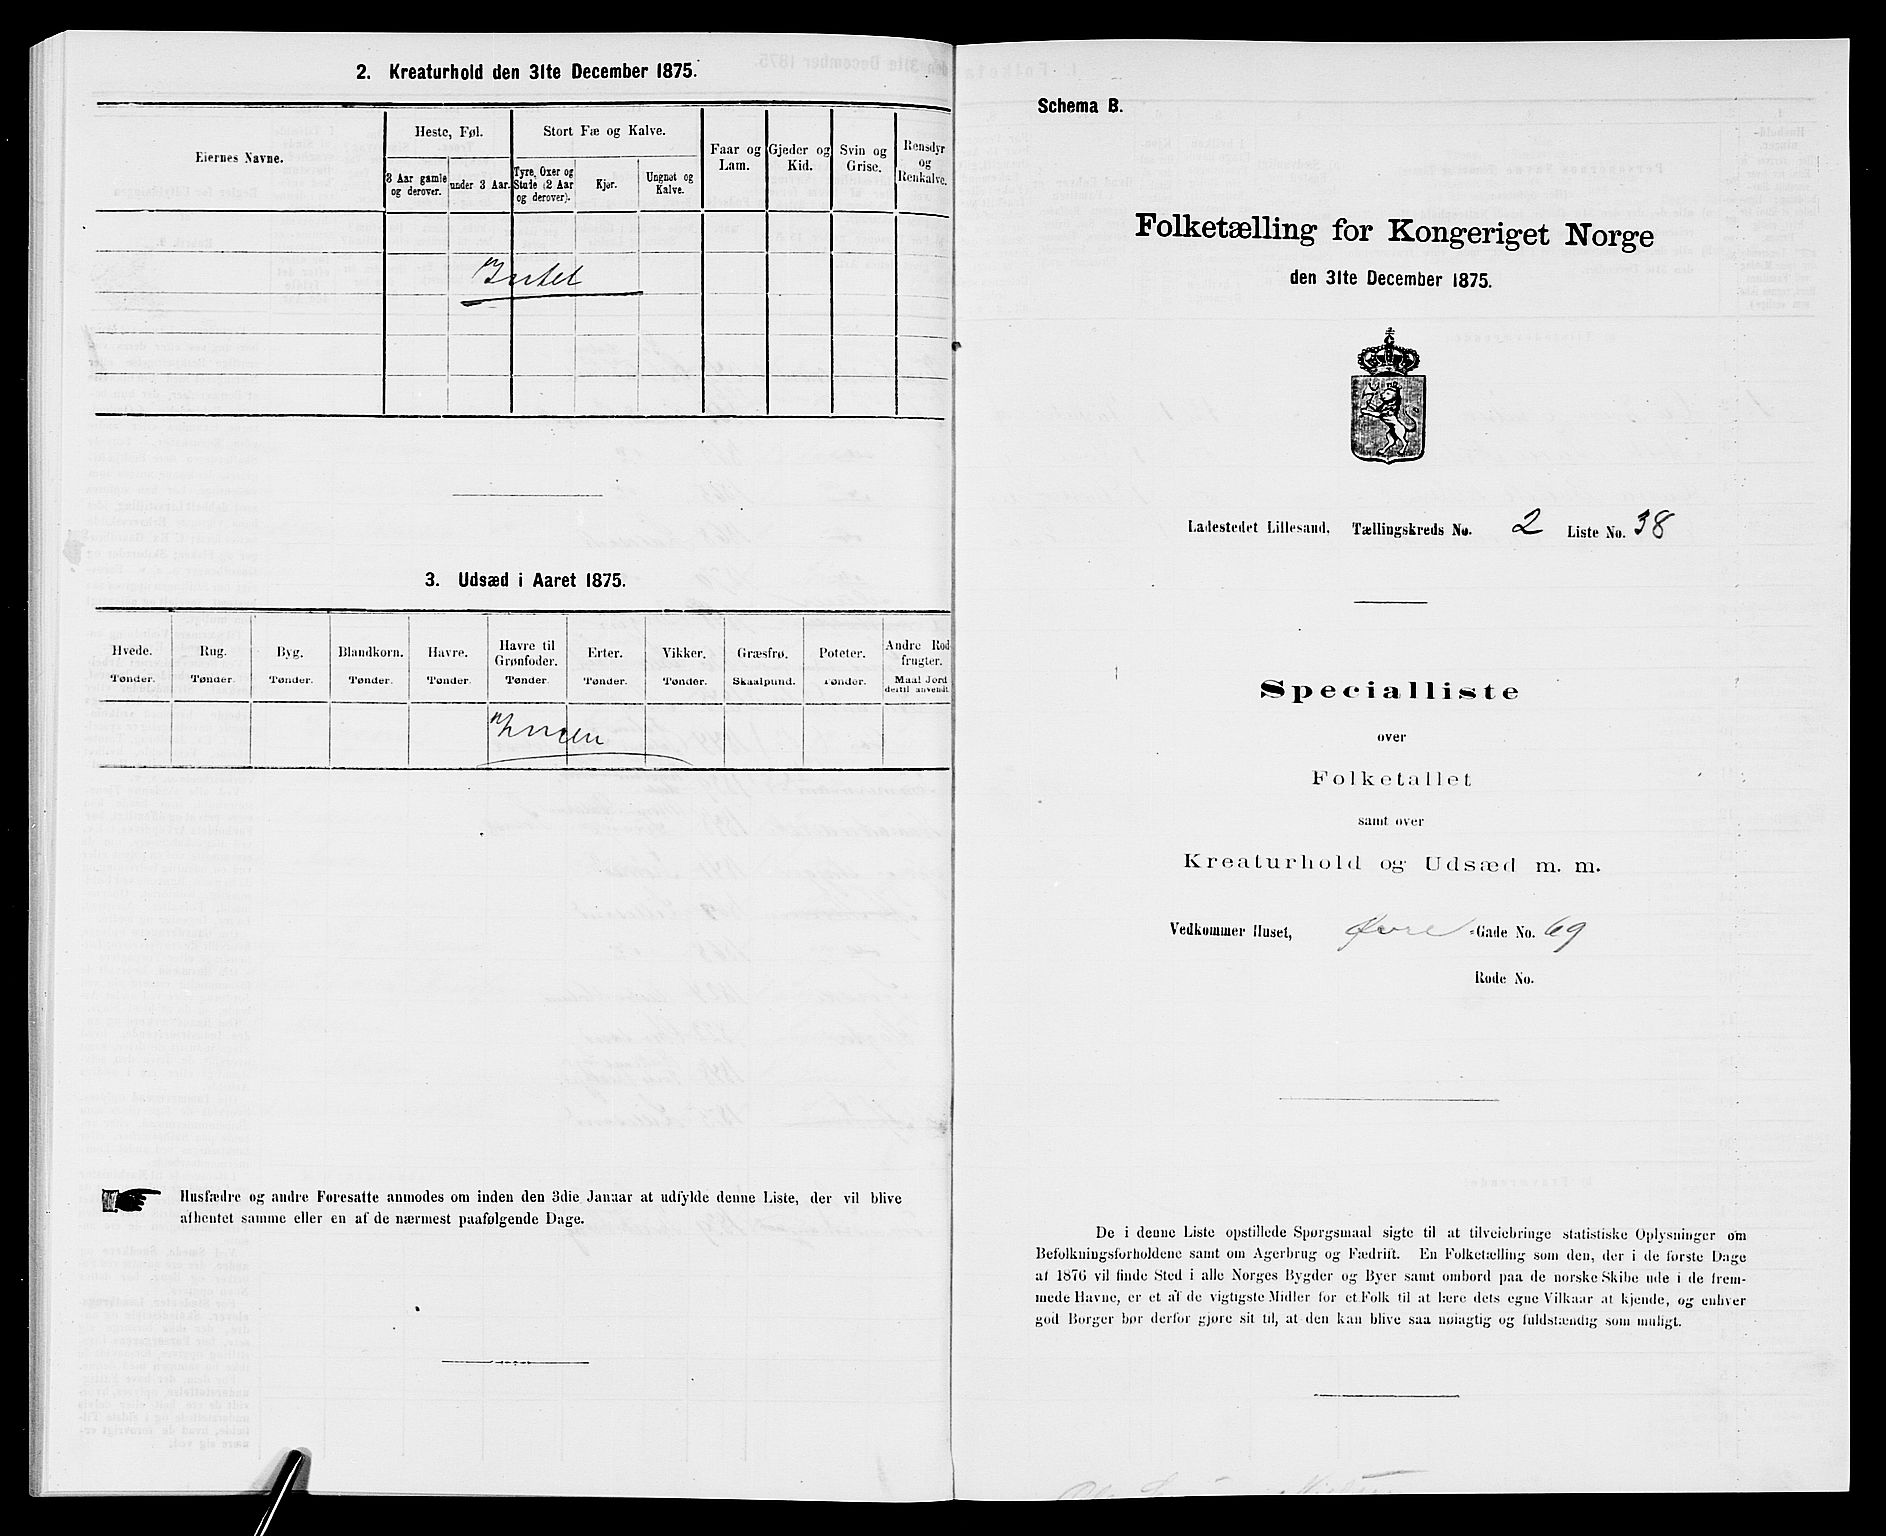 2. Kreaturhold den 31te December 1875.
Eiernes Navne.
Heste, Føl.
Stort Fæ og Kalve.
Faar og Lam.
Gjeder og Kid.
Svin og Grise.
Rensdyr og Renkalve.
3 Aar gamle og derover.
under 3 Aar.
Tyre, Oxer og Stude (2 Aar og derover).
Kjør.
Ungnøt og Kalve.
Intet
3. Udsæd i Aaret 1875.
Hvede.
Rug.
Byg.
Blandkorn.
Havre.
Havre til Grønfoder.
Erter.
Vikker.
Græsfrø.
Poteter.
Andre Rodfrugter.
Tønder.
Tønder.
Tønder.
Tønder.
Tønder.
Tønder.
Tønder.
Tønder.
Skaalpund.
Tønder.
Maal Jord dertil anvendt.
Ingen
Husfædre og andre Foresatte anmodes om inden den 3die Januar at udfylde denne Liste, der vil blive
afhentet samme eller en af de nærmest paafølgende Dage.
Schema B.
Folketælling for Kongeriget Norge
den 31te December 1875.
Ladestedet Lillesand. Tællingskreds No. 2 Liste No. 38
Specialliste
over
Folketallet
samt over
Kreaturhold og Udsæd m. m.
Vedkommer Huset, Øvre -Gade No. 69
Rode No.
De i denne Liste opstillede Spørgsmaal sigte til at tilveiebringe statistiske Oplysninger om
Befolkningsforholdene samt om Agerbrug og Fædrift. En Folketælling som den, der i de første Dage
af 1876 vil finde Sted i alle Norges Bygder og Byer samt ombord paa de norske Skibe ude i de frem-
mede Havne, er et af de vigtigste Midler for et Folk til at lære dets egne Vilkaar at kjende, og enhver
god Borger bør derfor gjøre sit til, at den kan blive saa nøiagtig og fuldstændig som muligt.